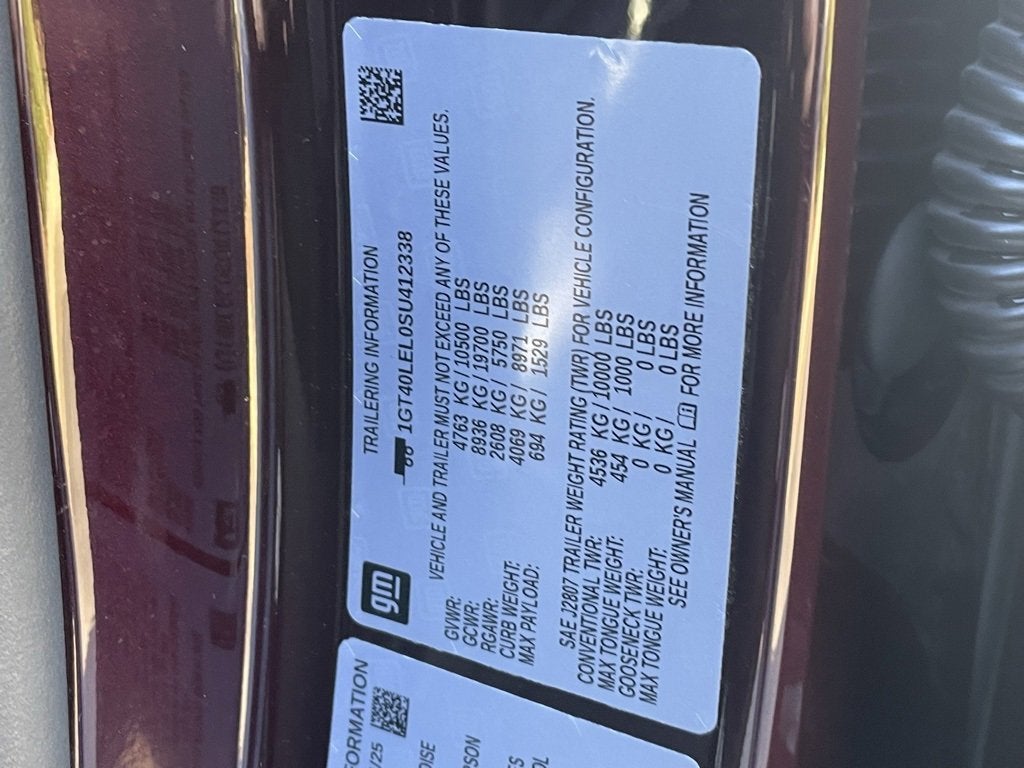 TRAILERING INFORMATION
gm
1GT40LEL0SU412338
VEHICLE AND TRAILER MUST NOT EXCEED ANY OF THESE VALUES.
GVWR: 4763 KG/10500 LBS
GCWR: 8936 KG/19700 LBS
RGAWR: 2608 KG/ 5750 LBS
CURB WEIGHT: 4069 KG/ 8971 LBS
MAX PAYLOAD: 694 KG/ 1529 LBS
SAE J2807 TRAILER WEIGHT RATING (TWR) FOR VEHICLE CONFIGURATION.
CONVENTIONAL TWR: 4536 KG/10000 LBS
MAX TONGUE WEIGHT: 454 KG/ 1000 LBS
GOOSENECK TWR: 0 KG/ 0 LBS
MAX TONGUE WEIGHT: 0 KG/ 0 LBS
SEE OWNER'S MANUAL FOR MORE INFORMATION
FORMATION
/25